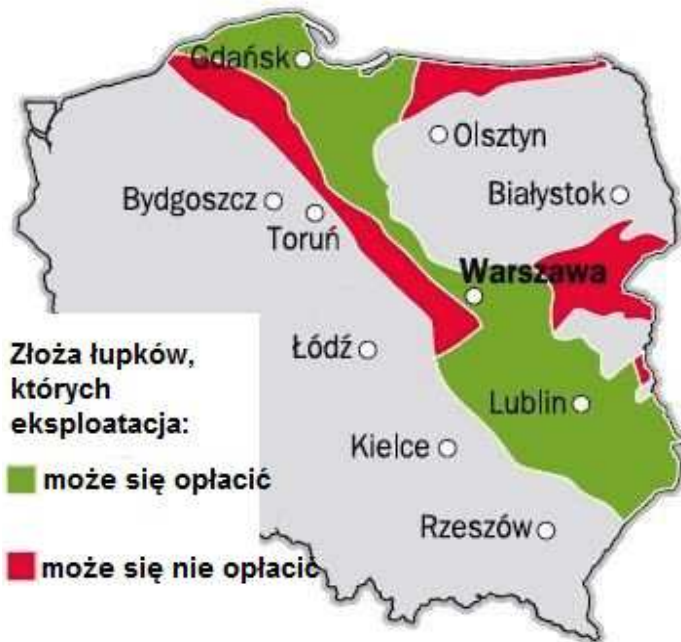 Gdańsk
Olsztyn
Bydgoszcz
Białystok
Toruń
Warszawa
Łódź
Lublin
Kielce
Rzeszów
Złoża łupków,
których
eksploatacja:
może się opłacić
może się nie opłacić